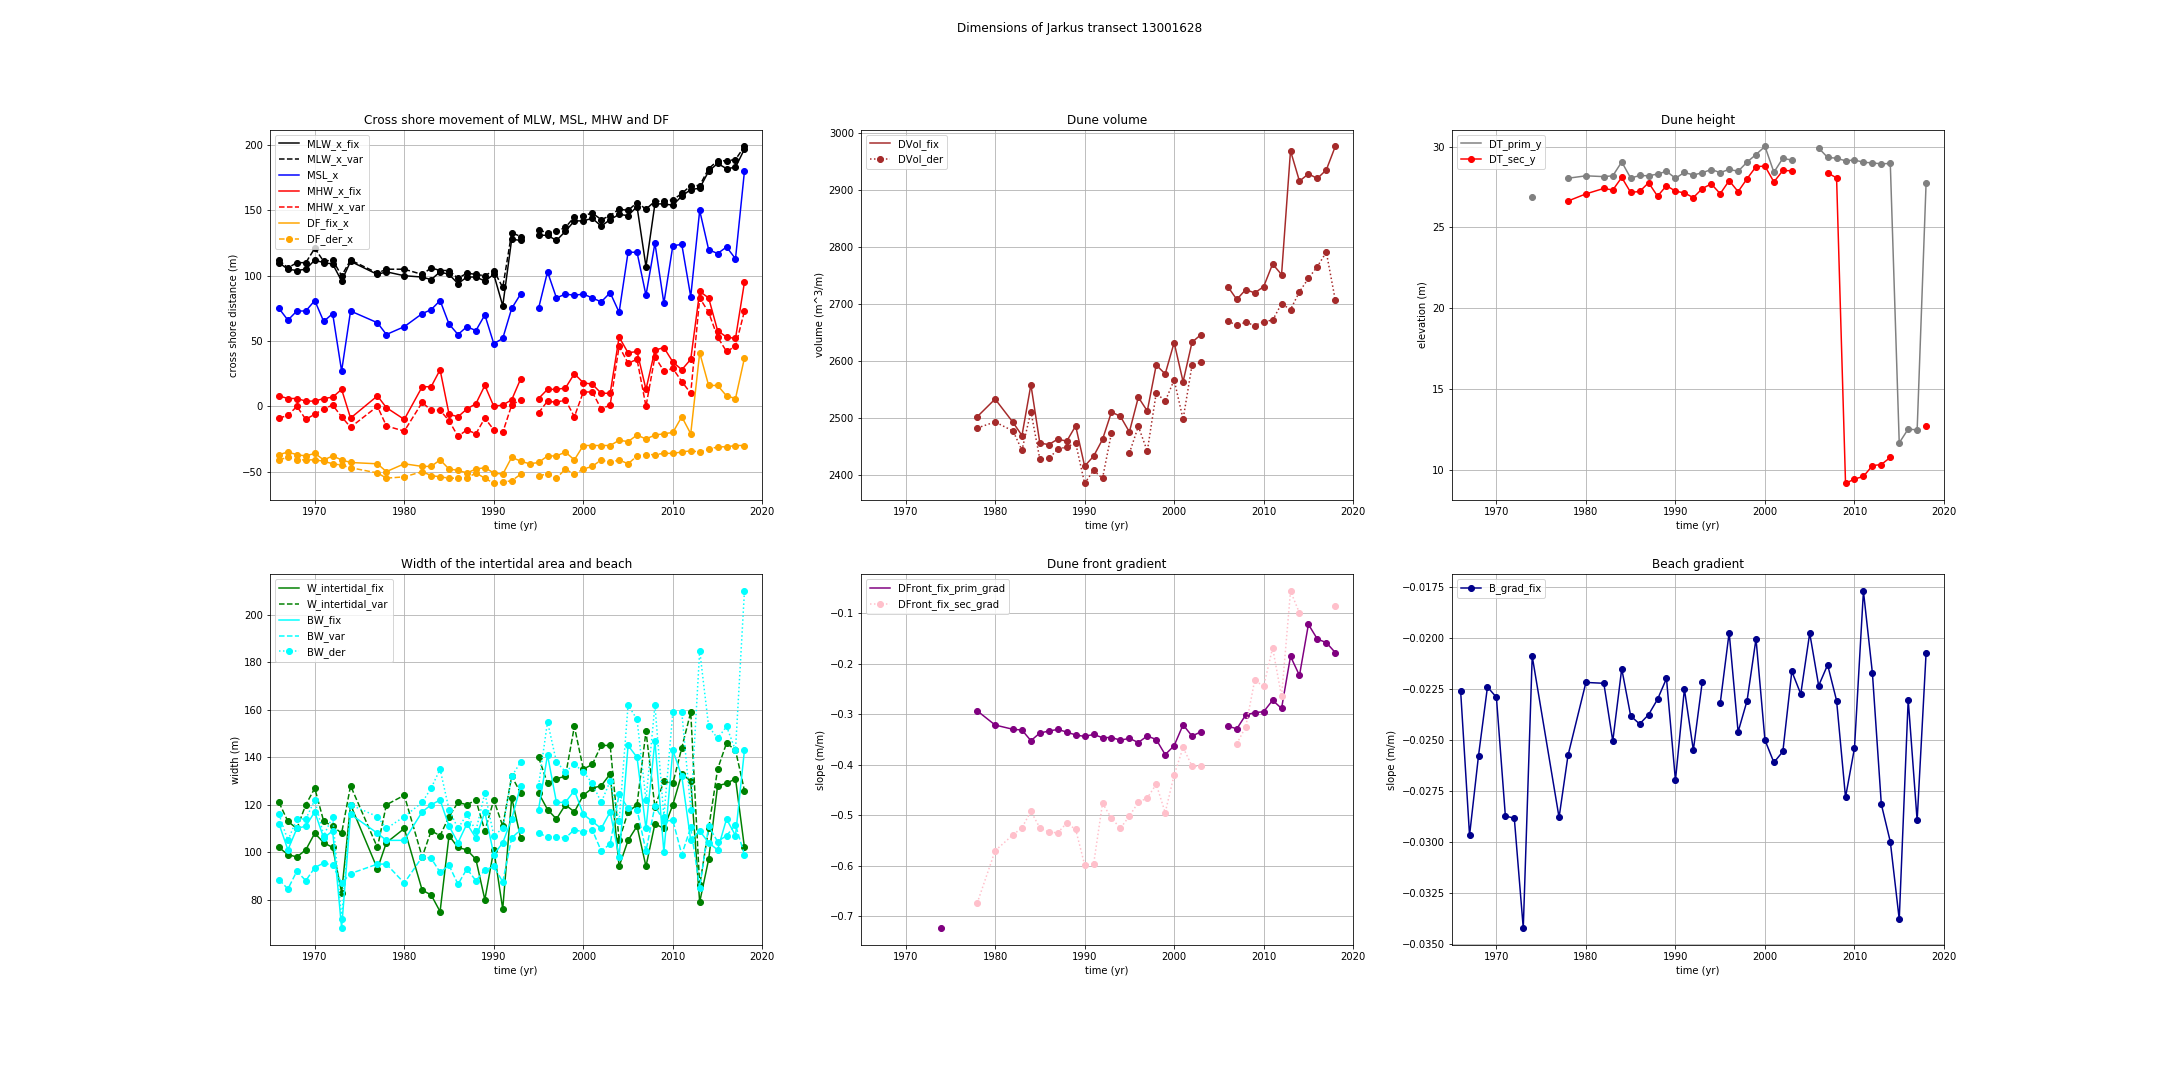 Dimensions of Jarkus transect 13001628
Cross shore movement of MLW, MSL, MHW and DF
200
150
100
50
0
−50
cross shore distance (m)
MLW_x_fix
MLW_x_var
MSL_x
MHW_x_fix
MHW_x_var
DF_fix_x
DF_der_x
1970
1980
1990
2000
2010
2020
time (yr)
Dune volume
3000
2900
2800
2700
2600
2500
2400
volume (m^3/m)
DVol_fix
DVol_der
1970
1980
1990
2000
2010
2020
time (yr)
Dune height
30
25
20
15
10
elevation (m)
DT_prim_y
DT_sec_y
1970
1980
1990
2000
2010
2020
time (yr)
Width of the intertidal area and beach
200
180
160
140
120
100
80
width (m)
W_intertidal_fix
W_intertidal_var
BW_fix
BW_var
BW_der
1970
1980
1990
2000
2010
2020
time (yr)
Dune front gradient
−0.1
−0.2
−0.3
−0.4
−0.5
−0.6
−0.7
slope (m/m)
DFront_fix_prim_grad
DFront_fix_sec_grad
1970
1980
1990
2000
2010
2020
time (yr)
Beach gradient
−0.0175
−0.0200
−0.0225
−0.0250
−0.0275
−0.0300
−0.0325
−0.0350
slope (m/m)
B_grad_fix
1970
1980
1990
2000
2010
2020
time (yr)